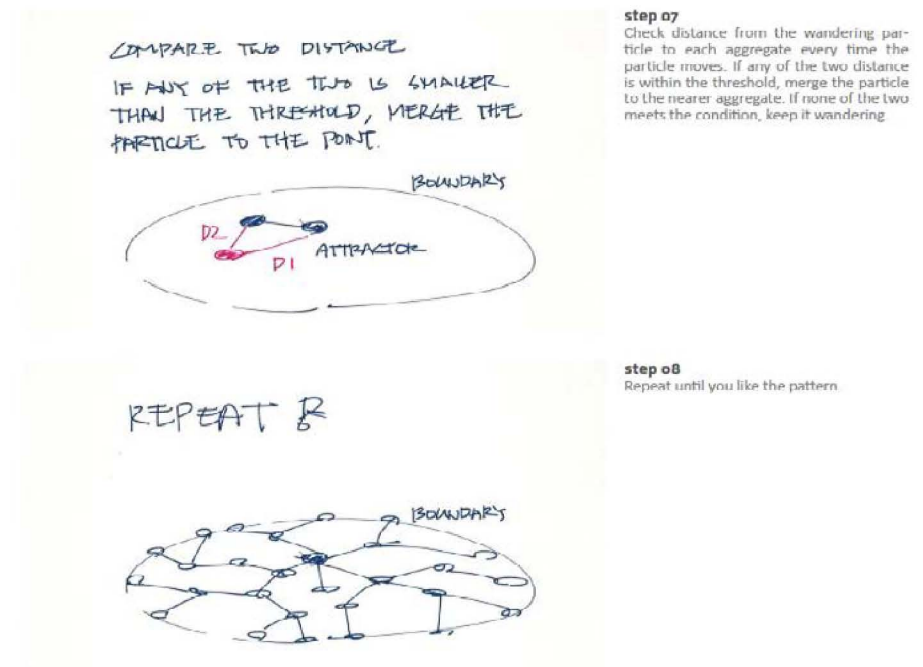 COMPARE TWO DISTANCE
IF ANY OF THE TWO IS SMALLER
THAN THE THRESHOLD, MERGE THE
PARTICLE TO THE POINT.
BOUNDARY
D2
ATTRACTOR
D1
step 07
Check distance from the wandering par-
ticle to each aggregate every time the
particle moves. If any of the two distance
is within the threshold, merge the particle
to the nearer aggregate. If none of the two
meets the condition, keep it wandering
REPEAT
BOUNDARY
step 08
Repeat until you like the pattern